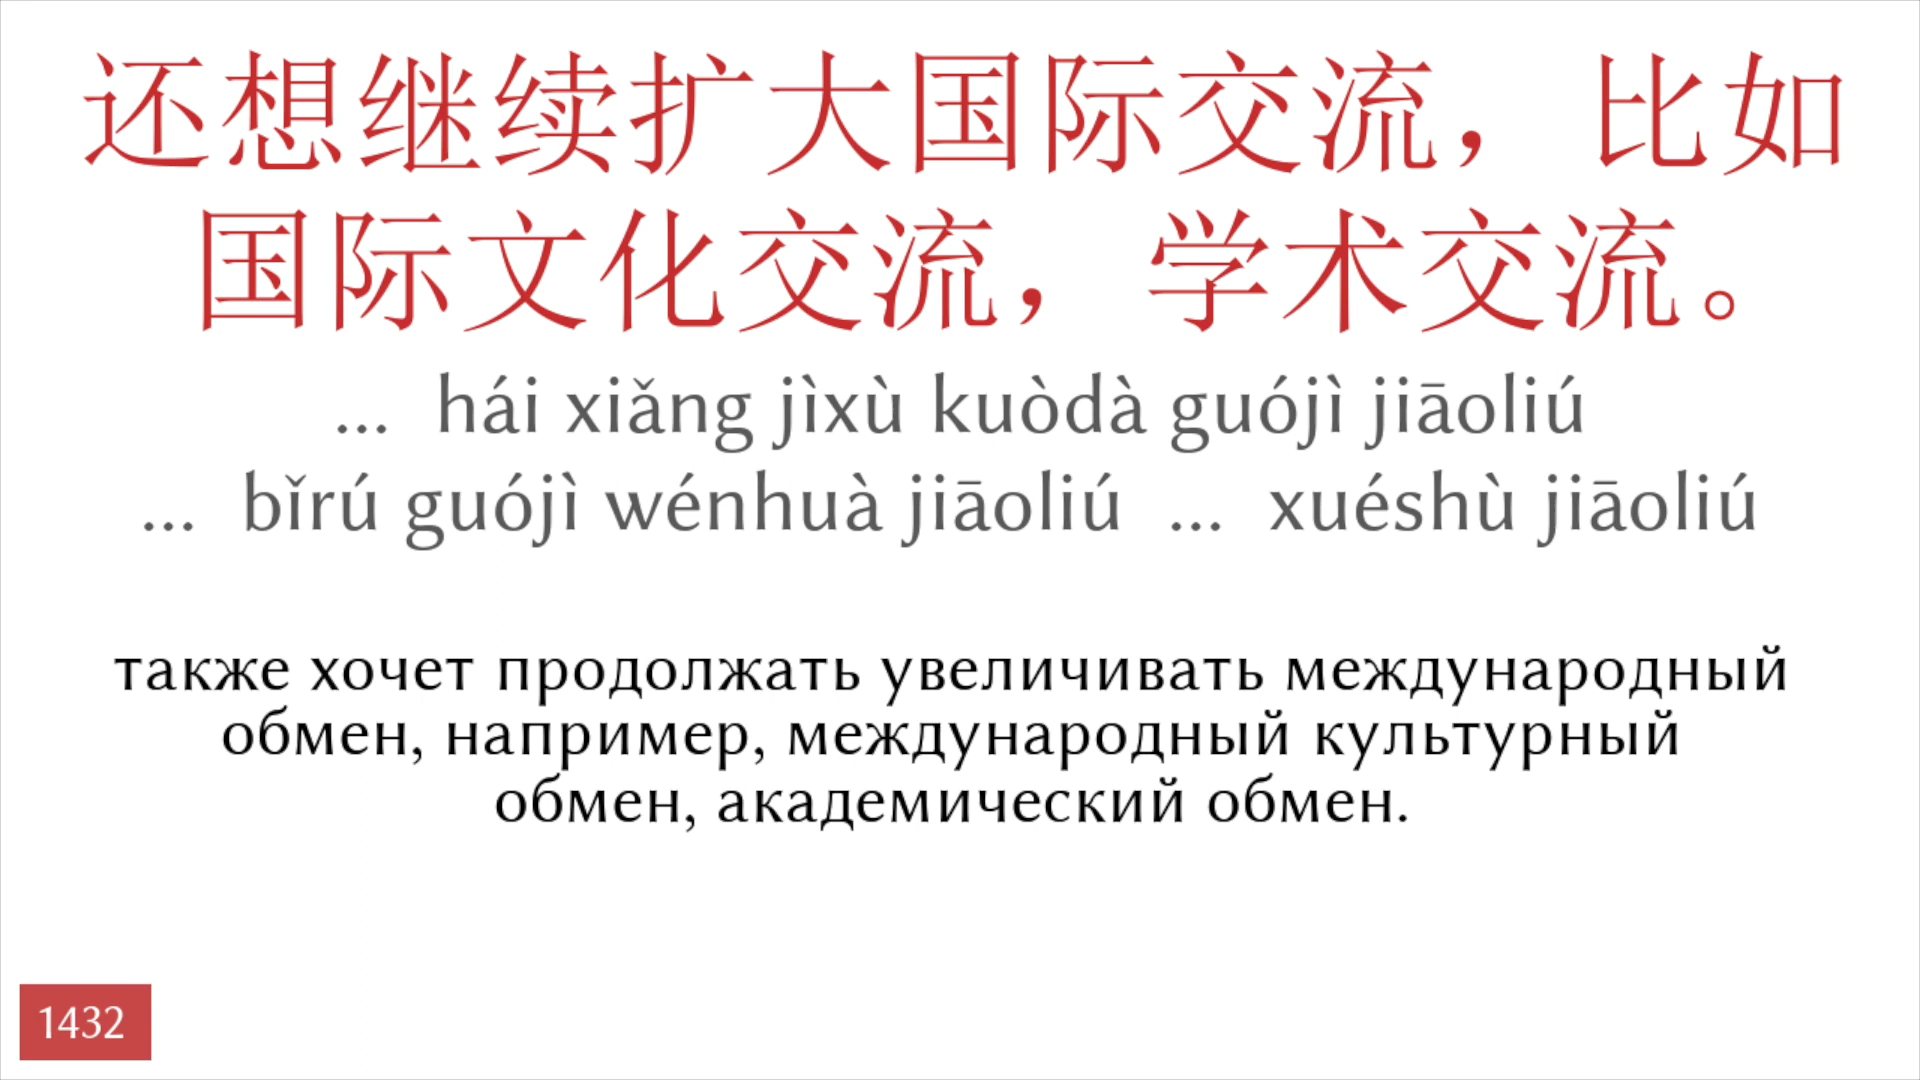 还想继续扩大国际交流，比如
国际文化交流，学术交流。
... hái xiǎng jìxù kuòdà guójì jiāoliú
... bǐrú guójì wénhuà jiāoliú ... xuéshù jiāoliú
также хочет продолжать увеличивать международный
обмен, например, международный культурный
обмен, академический обмен.
1432